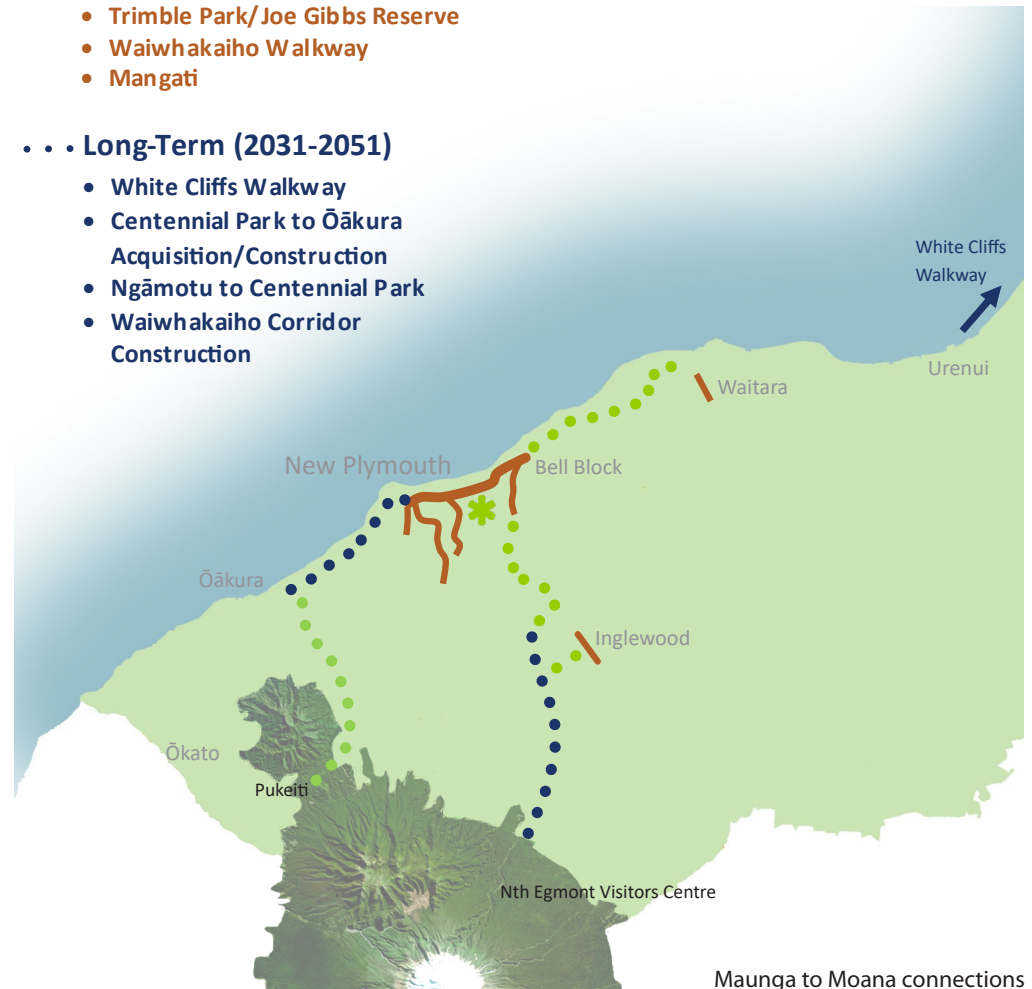 • Trimble Park/Joe Gibbs Reserve
• Waiwhakaiho Walkway
• Mangati
• • • Long-Term (2031-2051)
• White Cliffs Walkway
• Centennial Park to Ōākura
Acquisition/Construction
• Ngāmotu to Centennial Park
• Waiwhakaiho Corridor
Construction
White Cliffs
Walkway
Urenui
Waitara
New Plymouth
Bell Block
Ōākura
Inglewood
Ōkato
Pukeiti
Nth Egmont Visitors Centre
Maunga to Moana connections